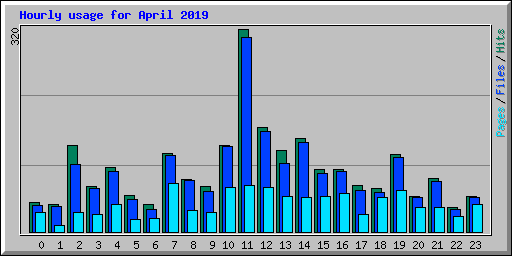 Hourly usage for April 2019
320
Pages/Files/Hits
0 1 2 3 4 5 6 7 8 9 10 11 12 13 14 15 16 17 18 19 20 21 22 23